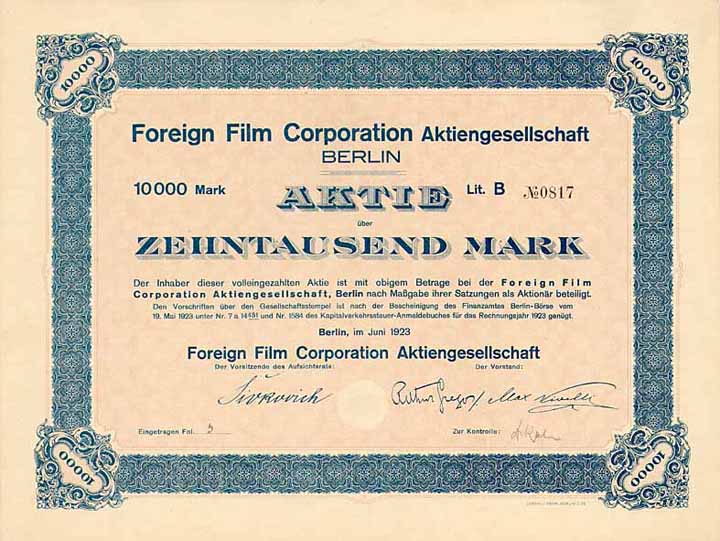 10000
10000
Foreign Film Corporation Aktiengesellschaft
BERLIN
10000 Mark AKTIE Lit. B №0817
über
ZEHNTAUSEND MARK
Der Inhaber dieser volleingezahlten Aktie ist mit obigem Betrage bei der Foreign Film
Corporation Aktiengesellschaft, Berlin nach Maßgabe ihrer Satzungen als Aktionär beteiligt.
Den Vorschriften über den Gesellschaftsstempel ist nach der Bescheinigung des Finanzamtes Berlin-Börse vom
19. Mai 1923 unter Nr. 7 a 14 und Nr. 1584 des Kapitalverkehrssteuer-Anmeldebuches für das Rechnungsjahr 1923 genügt.
Berlin, im Juni 1923
Foreign Film Corporation Aktiengesellschaft
Der Vorsitzende des Aufsichtsrats: Der Vorstand:
Živkovich Max
Eingetragen Fol. 5 Zur Kontrolle:
10000
10000